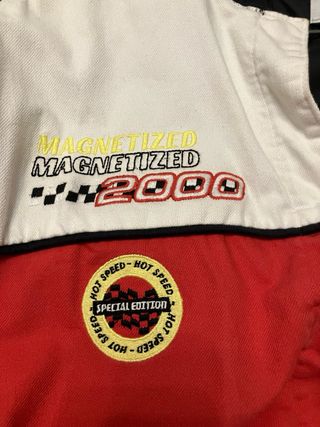 MAGNETIZED
MAGNETIZED
2000
HOT SPEED - HOT SPEED - HOT SPEED - HOT SPEED -
SPECIAL EDITION